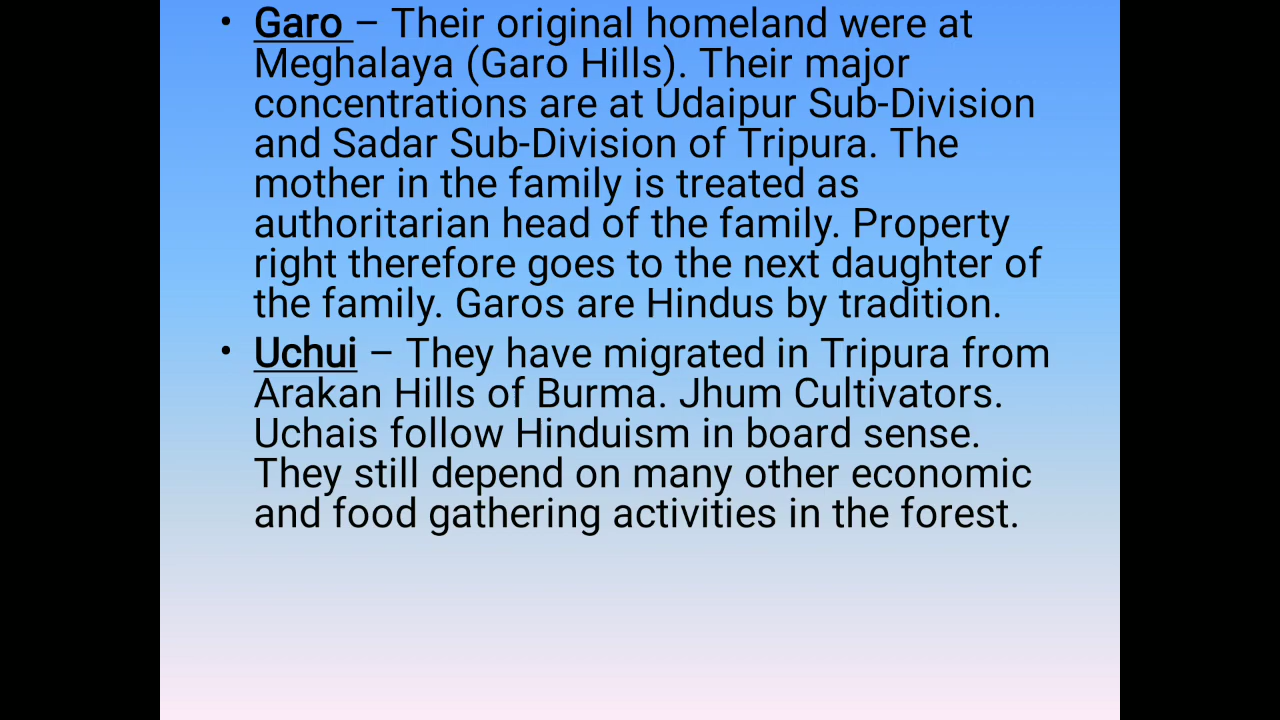 • Garo – Their original homeland were at
Meghalaya (Garo Hills). Their major
concentrations are at Udaipur Sub-Division
and Sadar Sub-Division of Tripura. The
mother in the family is treated as
authoritarian head of the family. Property
right therefore goes to the next daughter of
the family. Garos are Hindus by tradition.
• Uchui – They have migrated in Tripura from
Arakan Hills of Burma. Jhum Cultivators.
Uchais follow Hinduism in board sense.
They still depend on many other economic
and food gathering activities in the forest.